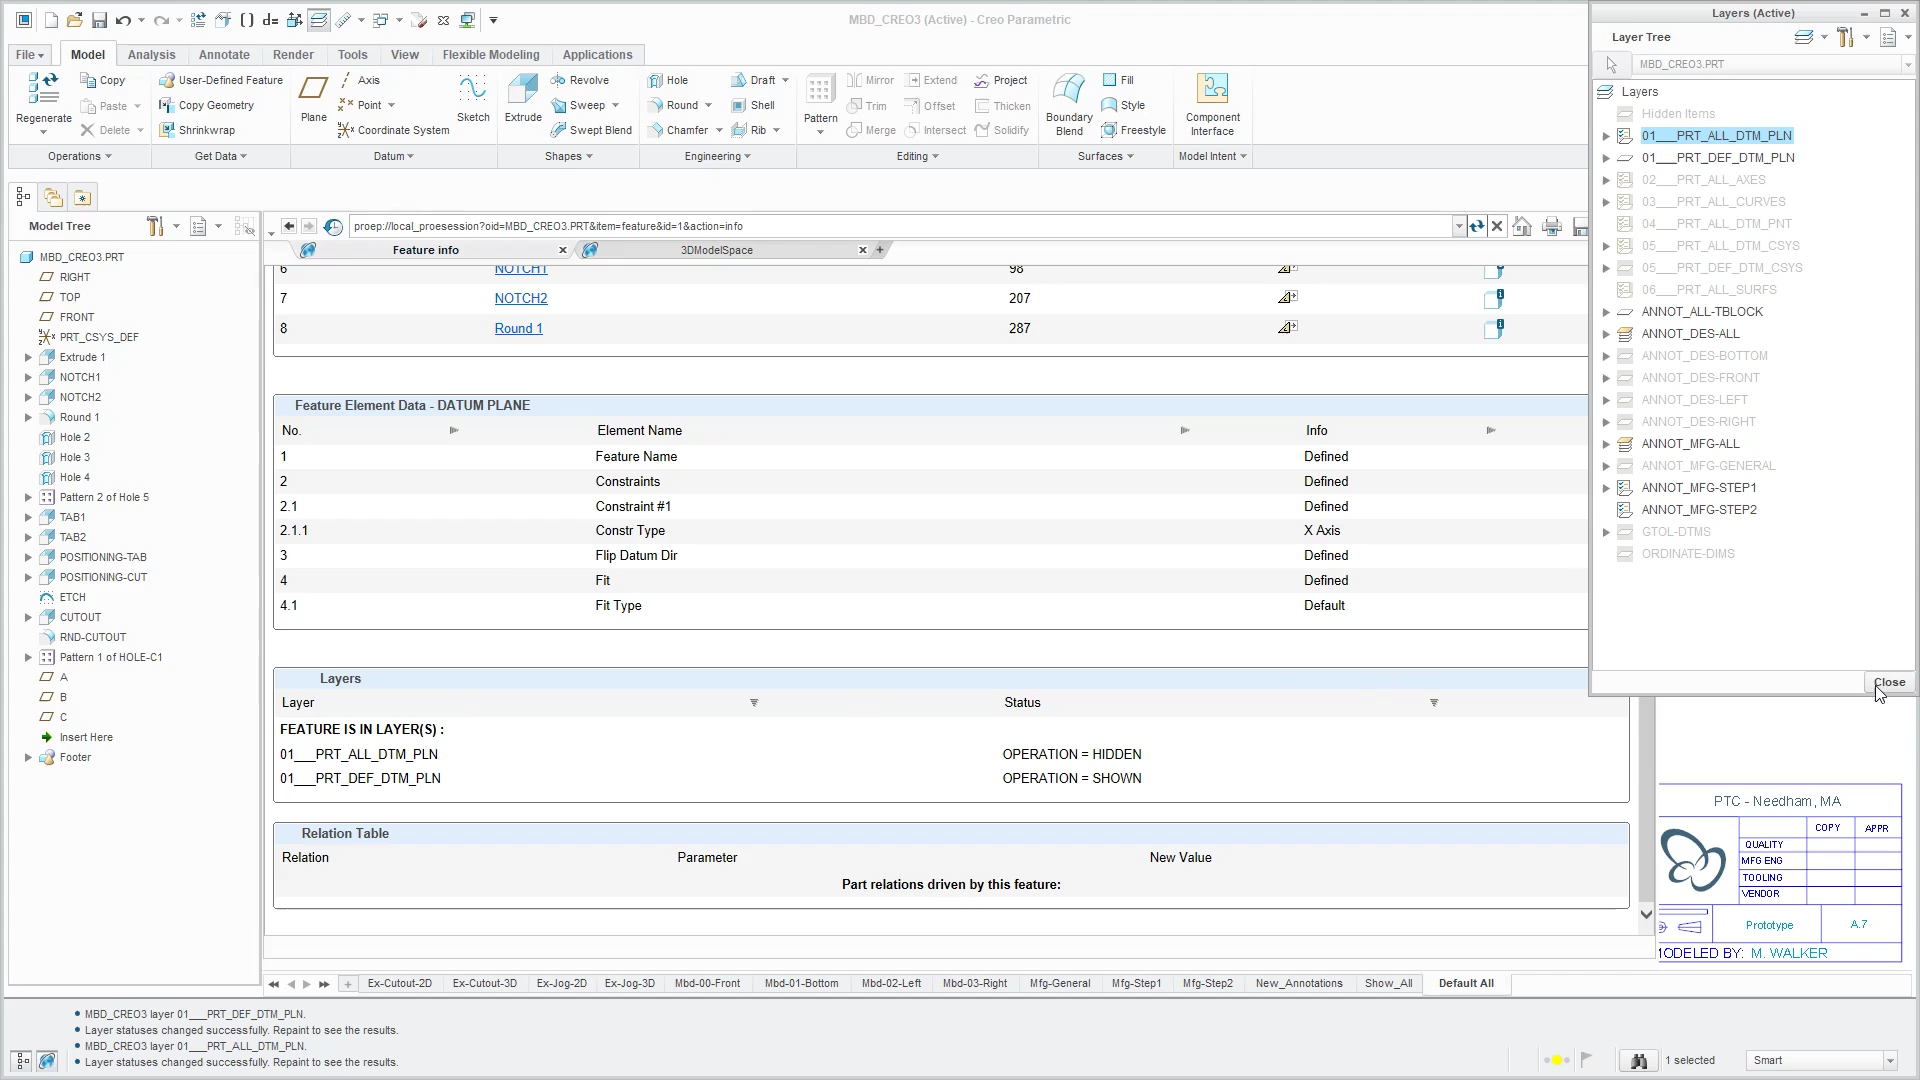 MBD_CREO3 (Active) - Creo Parametric
File Model Analysis Annotate Render Tools View Flexible Modeling Applications
Regenerate
Copy
Paste
Delete
User-Defined Feature
Copy Geometry
Shrinkwrap
Plane
Axis
Point
Coordinate System
Sketch
Extrude
Revolve
Sweep
Swept Blend
Hole
Round
Chamfer
Draft
Shell
Rib
Pattern
Mirror
Trim
Merge
Extend
Offset
Intersect
Project
Thicken
Solidify
Boundary
Blend
Fill
Style
Freestyle
Component
Interface
Operations Get Data Datum Shapes Engineering Editing Surfaces Model Intent
Model Tree
MBD_CREO3.PRT
RIGHT
TOP
FRONT
PRT_CSYS_DEF
Extrude 1
NOTCH1
NOTCH2
Round 1
Hole 2
Hole 3
Hole 4
Pattern 2 of Hole 5
TAB1
TAB2
POSITIONING-TAB
POSITIONING-CUT
ETCH
CUTOUT
RND-CUTOUT
Pattern 1 of HOLE-C1
A
B
C
Insert Here
Footer
proep://local_proesession?oid=MBD_CREO3.PRT&item=feature&id=1&action=info
Feature info 3DModelSpace
6 NOTCH1 98
7 NOTCH2 207
8 Round 1 287
Feature Element Data - DATUM PLANE
No. Element Name Info
1 Feature Name Defined
2 Constraints Defined
2.1 Constraint #1 Defined
2.1.1 Constr Type X Axis
3 Flip Datum Dir Defined
4 Fit Defined
4.1 Fit Type Default
Layers
Layer Status
FEATURE IS IN LAYER(S) :
01___PRT_ALL_DTM_PLN OPERATION = HIDDEN
01___PRT_DEF_DTM_PLN OPERATION = SHOWN
Relation Table
Relation Parameter New Value
Part relations driven by this feature:
Layers (Active)
Layer Tree
MBD_CREO3.PRT
Layers
Hidden Items
01___PRT_ALL_DTM_PLN
01___PRT_DEF_DTM_PLN
02___PRT_ALL_AXES
03___PRT_ALL_CURVES
04___PRT_ALL_DTM_PNT
05___PRT_ALL_DTM_CSYS
05___PRT_DEF_DTM_CSYS
06___PRT_ALL_SURFS
ANNOT_ALL-TBLOCK
ANNOT_DES-ALL
ANNOT_DES-BOTTOM
ANNOT_DES-FRONT
ANNOT_DES-LEFT
ANNOT_DES-RIGHT
ANNOT_MFG-ALL
ANNOT_MFG-GENERAL
ANNOT_MFG-STEP1
ANNOT_MFG-STEP2
GTOL-DTMS
ORDINATE-DIMS
Close
PTC - Needham, MA
COPY APPR
QUALITY
MFG ENG
TOOLING
VENDOR
Prototype A.7
MODELED BY: M. WALKER
Ex-Cutout-2D Ex-Cutout-3D Ex-Jog-2D Ex-Jog-3D Mbd-00-Front Mbd-01-Bottom Mbd-02-Left Mbd-03-Right Mfg-General Mfg-Step1 Mfg-Step2 New_Annotations Show_All Default All
MBD_CREO3 layer 01___PRT_DEF_DTM_PLN.
Layer statuses changed successfully. Repaint to see the results.
MBD_CREO3 layer 01___PRT_ALL_DTM_PLN.
Layer statuses changed successfully. Repaint to see the results.
1 selected Smart